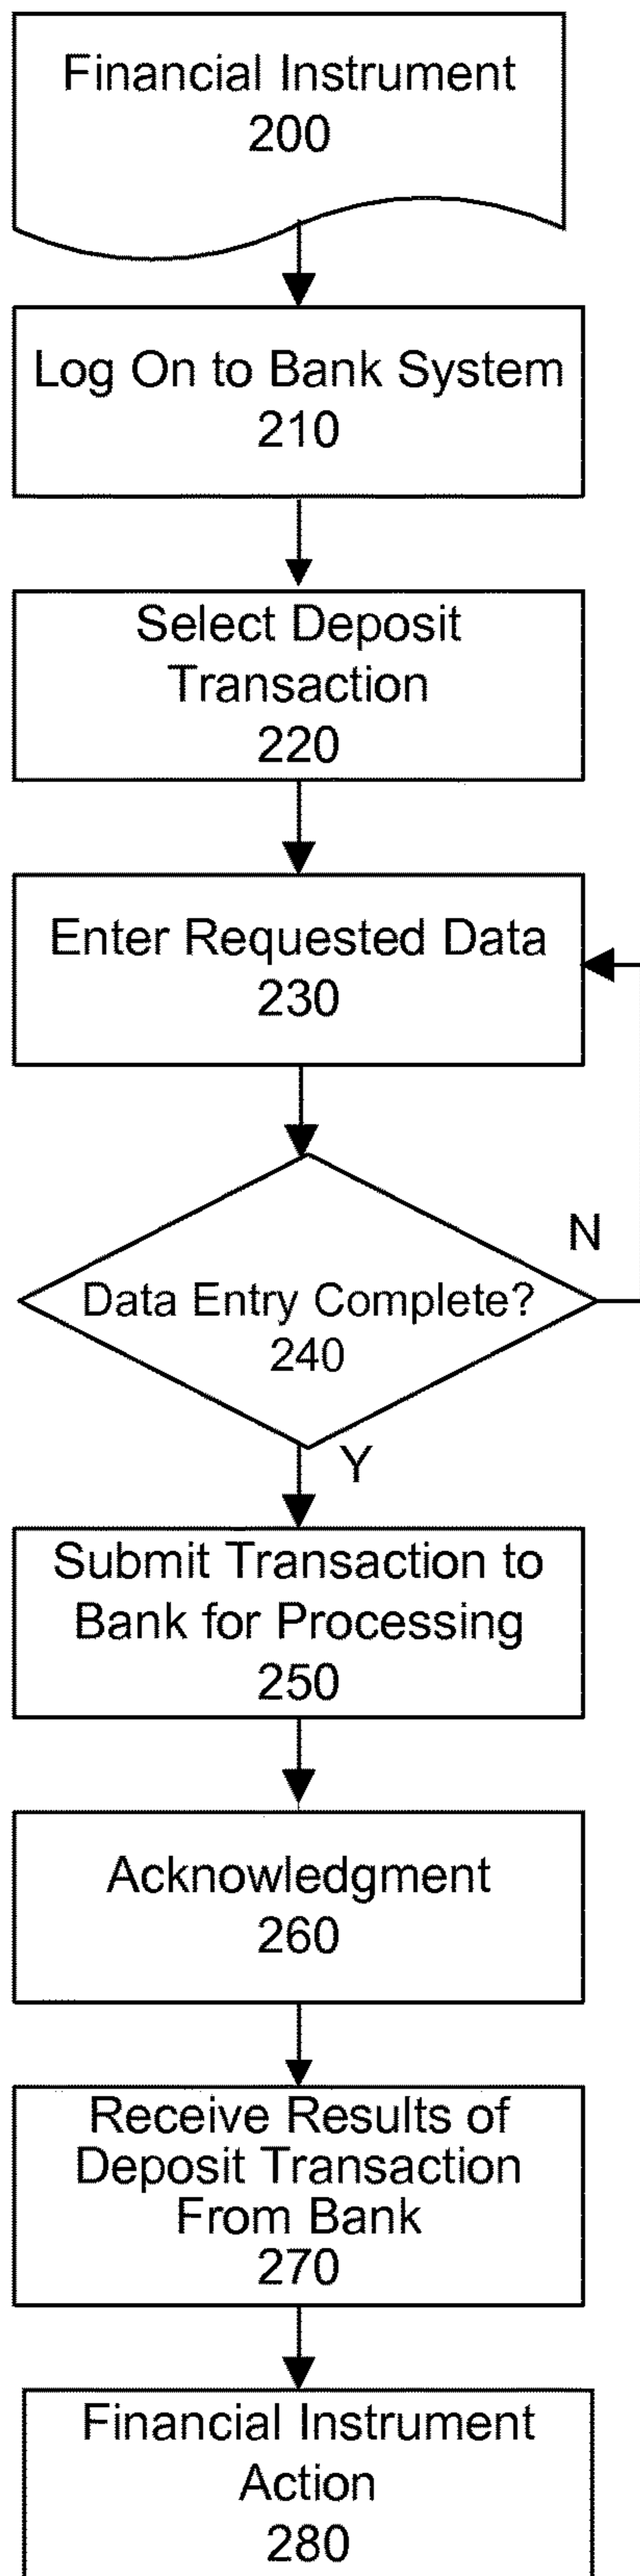 Financial Instrument
200
Log On to Bank System
210
Select Deposit
Transaction
220
Enter Requested Data
230
N
Data Entry Complete?
240
Y
Submit Transaction to
Bank for Processing
250
Acknowledgment
260
Receive Results of
Deposit Transaction
From Bank
270
Financial Instrument
Action
280